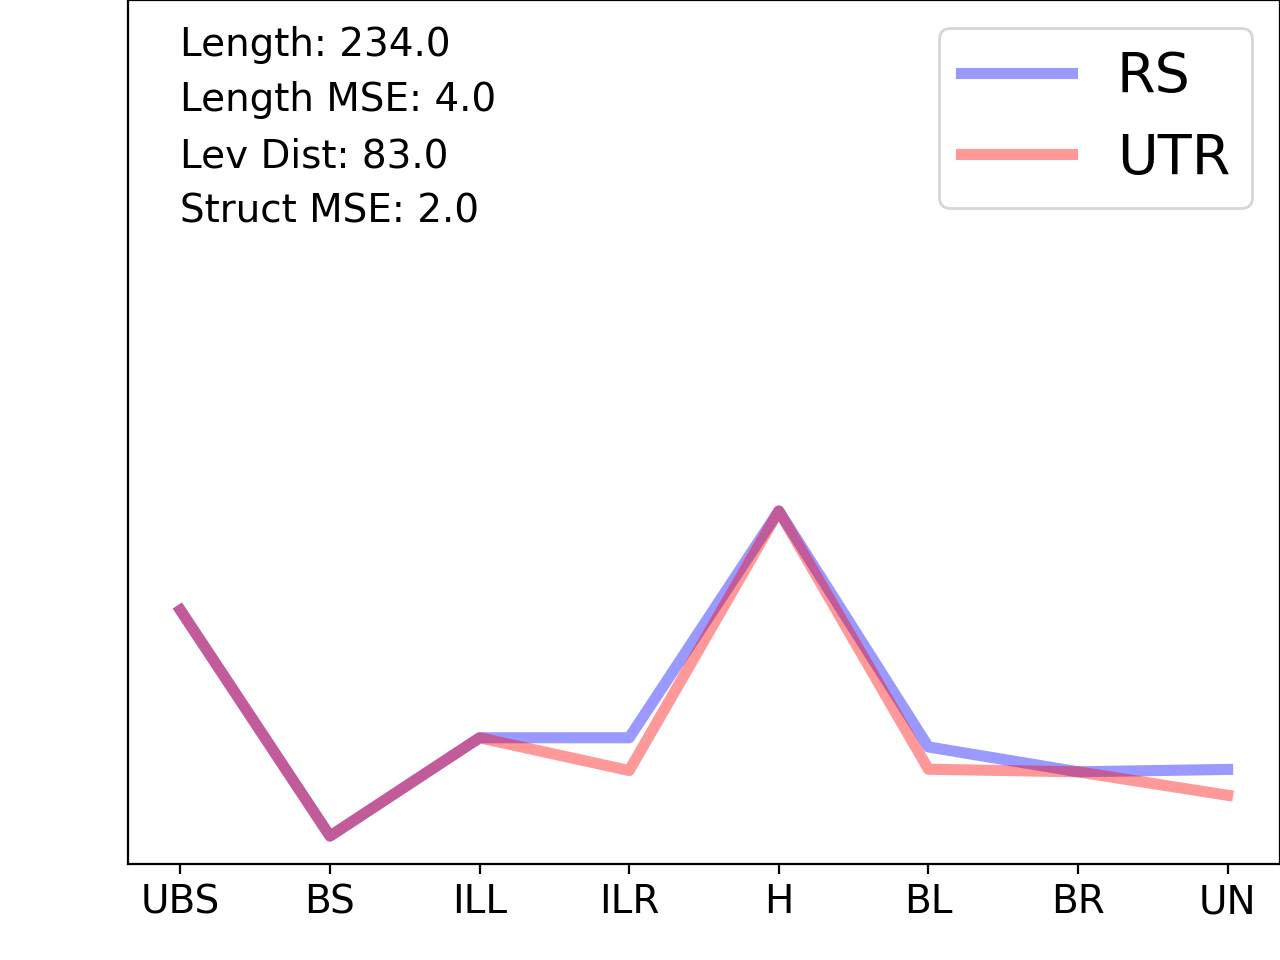 Length: 234.0
Length MSE: 4.0
Lev Dist: 83.0
Struct MSE: 2.0
RS
UTR
UBS BS ILL ILR H BL BR UN